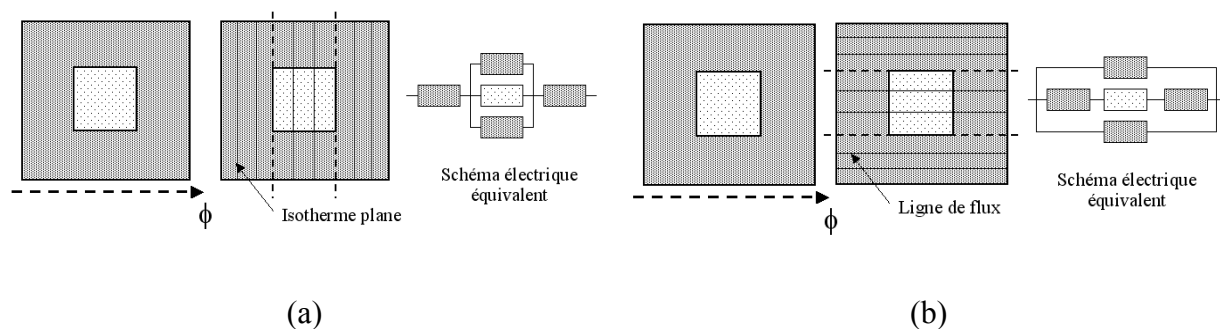 Schéma électrique
équivalent
Isotherme plane
ϕ
(a)
Schéma électrique
équivalent
Ligne de flux
ϕ
(b)